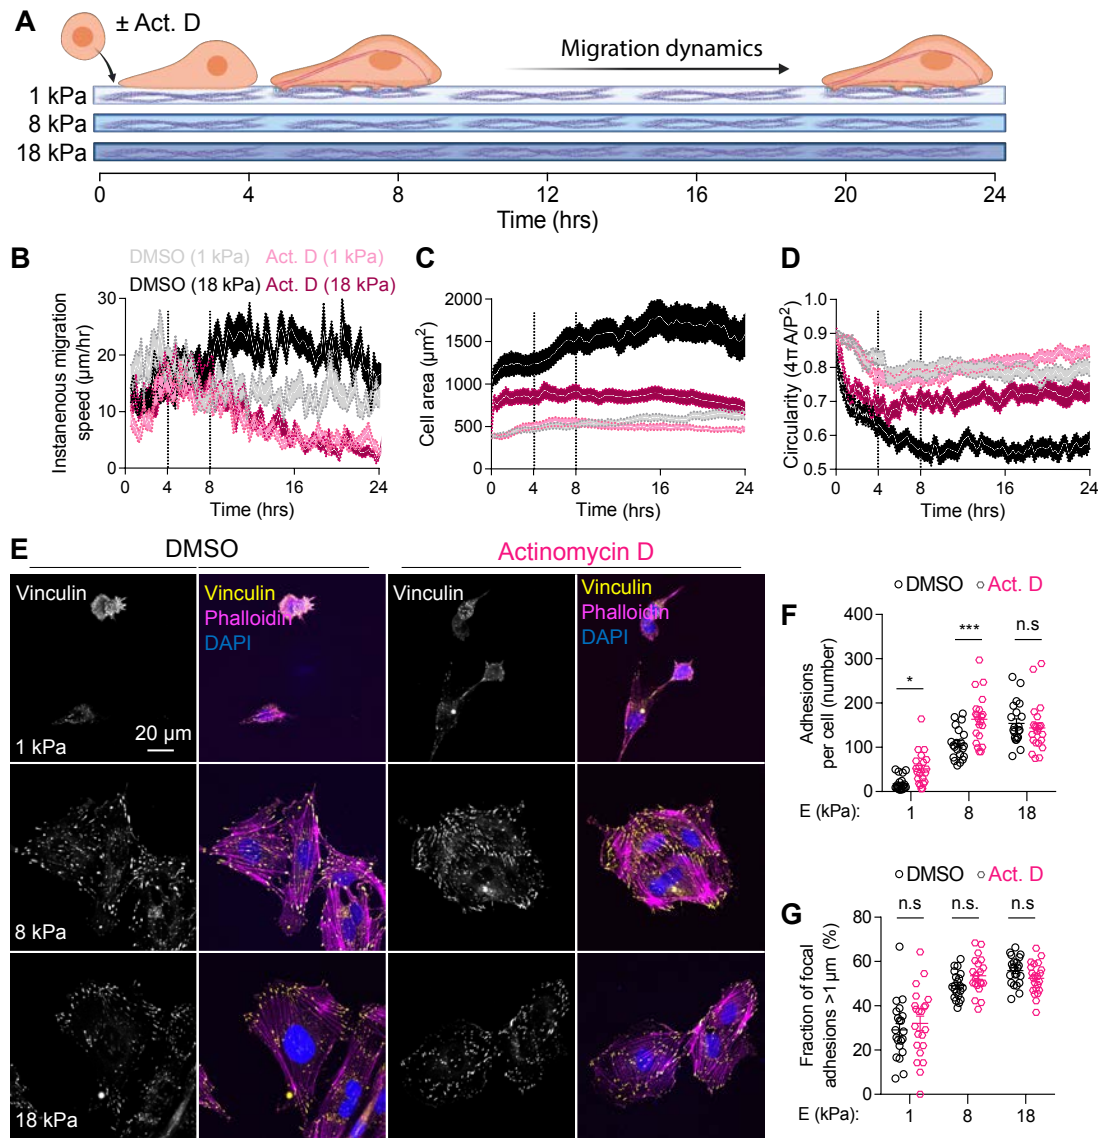 A
± Act. D
Migration dynamics
1 kPa
8 kPa
18 kPa
0 4 8 12 16 20 24
Time (hrs)
B
DMSO (1 kPa) Act. D (1 kPa)
DMSO (18 kPa) Act. D (18 kPa)
Instanenous migration
speed (µm/hr)
30
20
10
0
0 4 8 16 24
Time (hrs)
C
Cell area (µm²)
2000
1500
1000
500
0
0 4 8 16 24
Time (hrs)
D
Circularity (4π A/P²)
1.0
0.9
0.8
0.7
0.6
0.5
0 4 8 16 24
Time (hrs)
E
DMSO
Actinomycin D
Vinculin
Vinculin
Phalloidin
DAPI
Vinculin
Vinculin
Phalloidin
DAPI
20 µm
1 kPa
8 kPa
18 kPa
F
DMSO Act. D
Adhesions
per cell (number)
400
300
200
100
0
* *** n.s
E (kPa): 1 8 18
G
DMSO Act. D
n.s n.s. n.s
Fraction of focal
adhesions >1 µm (%)
80
60
40
20
0
E (kPa): 1 8 18